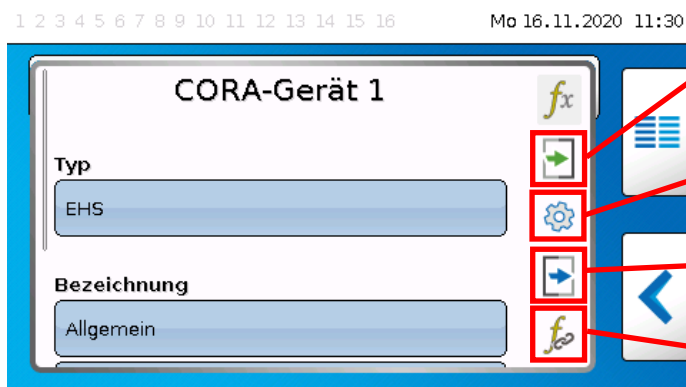 1 2 3 4 5 6 7 8 9 10 11 12 13 14 15 16 Mo 16.11.2020 11:30
CORA-Gerät 1
fx
Typ
EHS
Bezeichnung
Allgemein
f